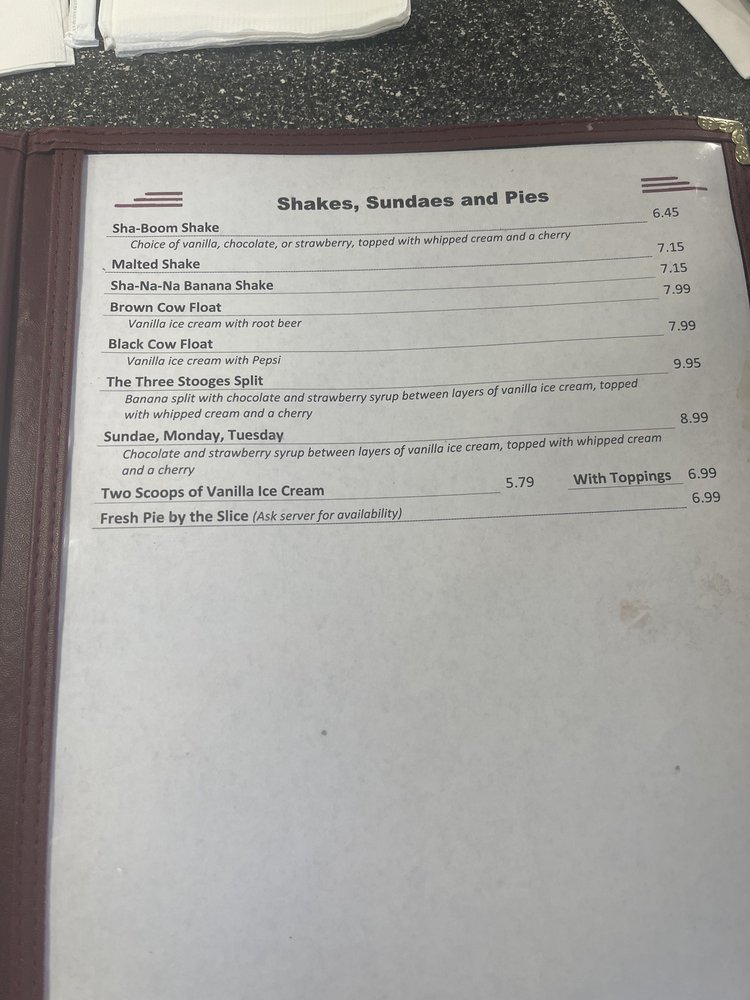 Shakes, Sundaes and Pies
Sha-Boom Shake 6.45
Choice of vanilla, chocolate, or strawberry, topped with whipped cream and a cherry
Malted Shake 7.15
Sha-Na-Na Banana Shake 7.15
Brown Cow Float 7.99
Vanilla ice cream with root beer
Black Cow Float 7.99
Vanilla ice cream with Pepsi
The Three Stooges Split 9.95
Banana split with chocolate and strawberry syrup between layers of vanilla ice cream, topped
with whipped cream and a cherry
Sundae, Monday, Tuesday 8.99
Chocolate and strawberry syrup between layers of vanilla ice cream, topped with whipped cream
and a cherry
Two Scoops of Vanilla Ice Cream 5.79 With Toppings 6.99
Fresh Pie by the Slice (Ask server for availability) 6.99